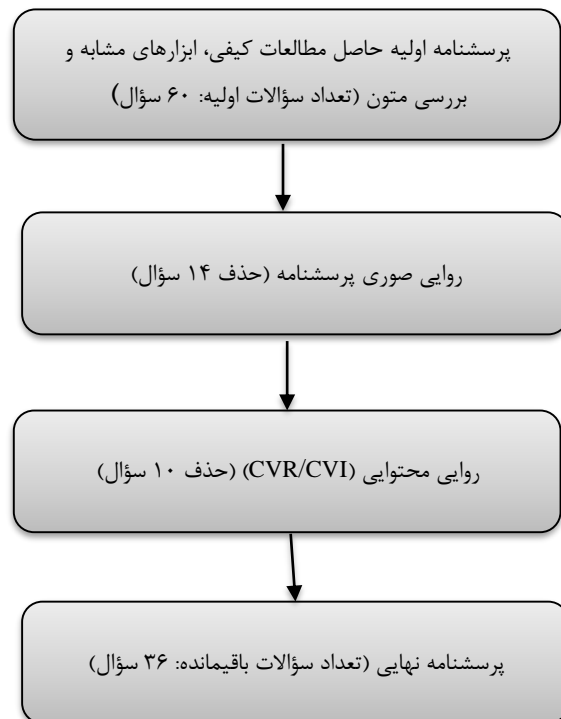 پرسشنامه اولیه حاصل مطالعات کیفی، ابزارهای مشابه و
بررسی متون (تعداد سؤالات اولیه: ۶۰ سؤال)
روایی صوری پرسشنامه (حذف ۱۴ سؤال)
روایی محتوایی (CVR/CVI) (حذف ۱۰ سؤال)
پرسشنامه نهایی (تعداد سؤالات باقیمانده: ۳۶ سؤال)